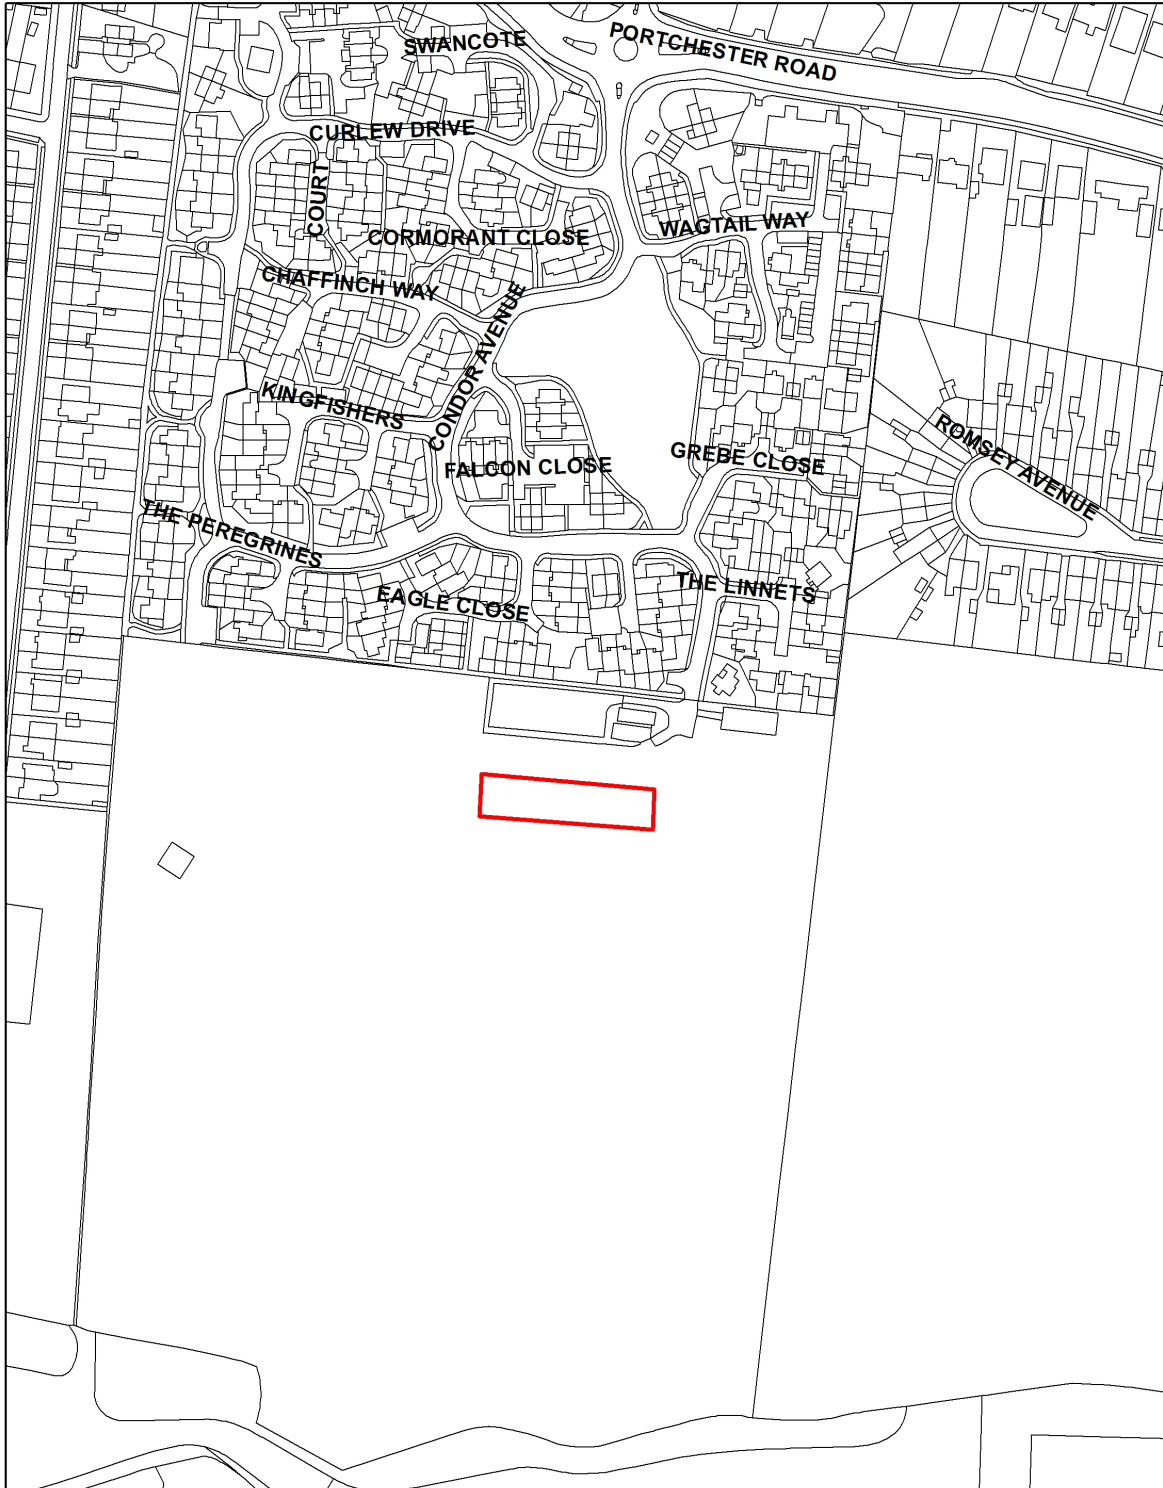 SWANCOTE
PORTCHESTER ROAD
CURLEW DRIVE
COURT
WAGTAIL WAY
CORMORANT CLOSE
CHAFFINCH WAY
CONDOR AVENUE
KINGFISHERS
ROMSEY AVENUE
GREBE CLOSE
FALCON CLOSE
THE PEREGRINES
THE LINNETS
EAGLE CLOSE